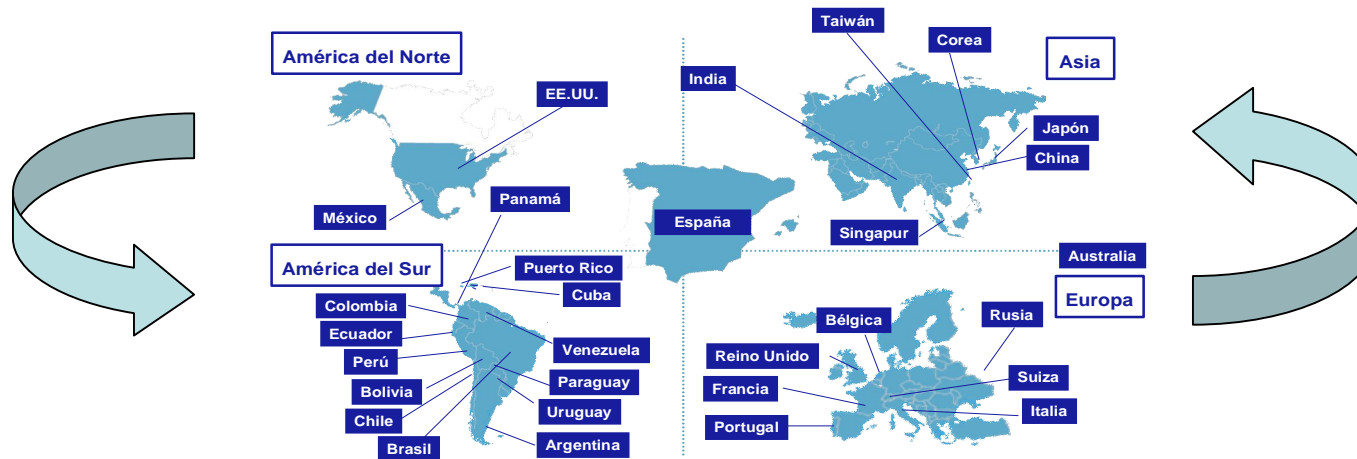 América del Norte
EE.UU.
México
Panamá
América del Sur
Puerto Rico
Cuba
Colombia
Ecuador
Venezuela
Perú
Paraguay
Bolivia
Uruguay
Chile
Brasil
Argentina
España
Taiwán
Corea
Asia
India
Japón
China
Singapur
Australia
Europa
Bélgica
Rusia
Reino Unido
Suiza
Francia
Italia
Portugal